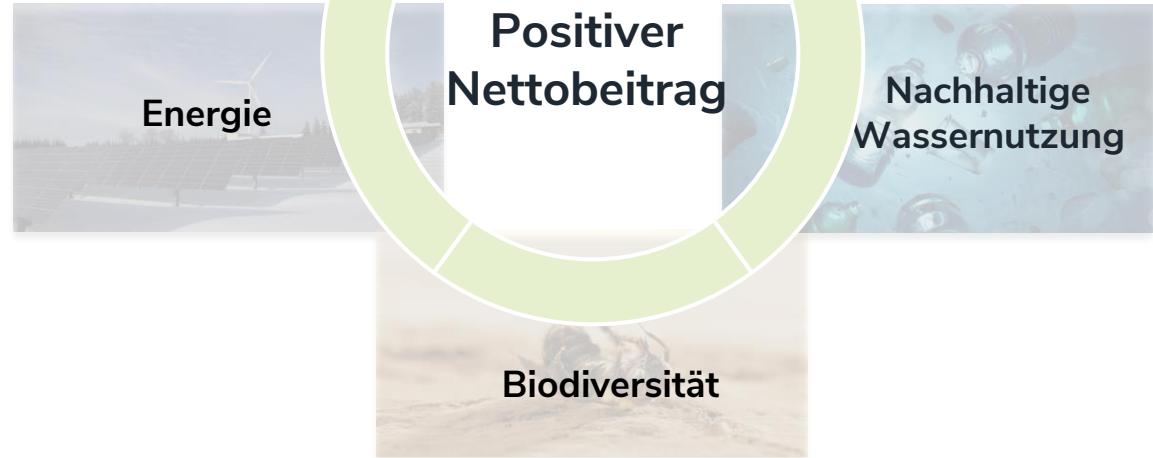 Positiver
Nettobeitrag
Energie
Nachhaltige
Wassernutzung
Biodiversität